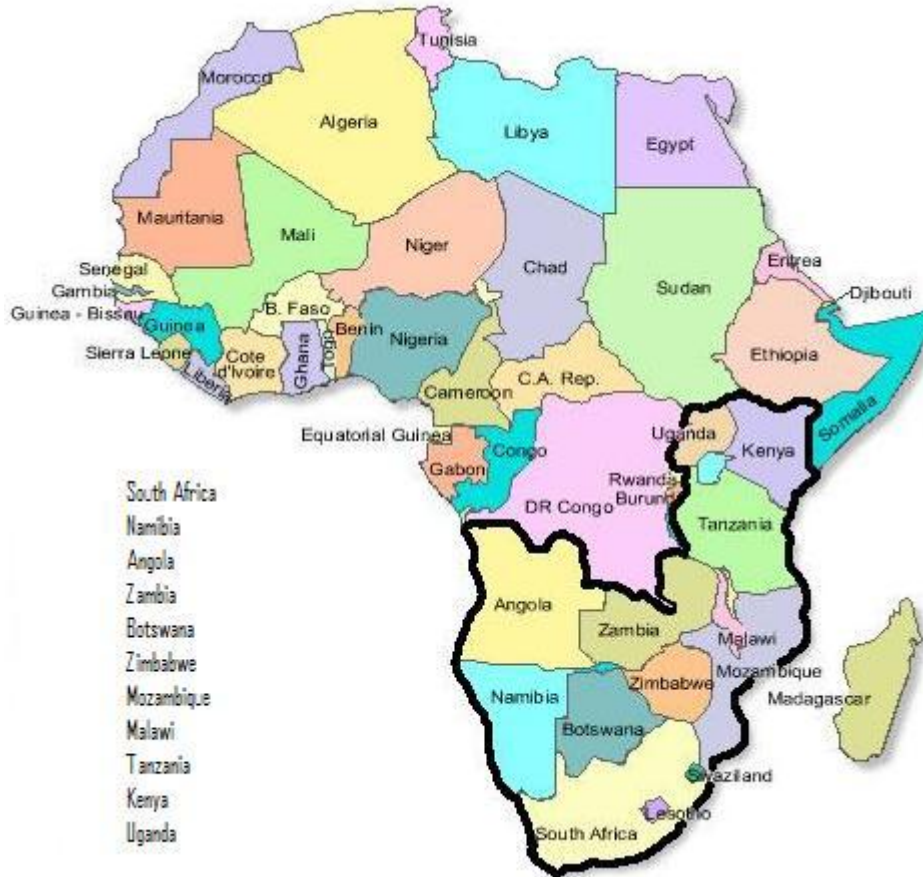 Tunisia
Morocco
Algeria
Libya
Egypt
Mauritania
Mali
Niger
Chad
Sudan
Eritrea
Djibouti
Senegal
Gambia
Guinea - Bissau
Guinea
Sierra Leone
Liberia
Cote
d'Ivoire
B. Faso
Ghana
Togo
Benin
Nigeria
Cameroon
C.A. Rep.
Ethiopia
Somalia
Equatorial Guinea
Gabon
Congo
DR Congo
Uganda
Kenya
Rwanda
Burundi
Tanzania
Angola
Zambia
Malawi
Mozambique
Madagascar
Namibia
Botswana
Zimbabwe
Swaziland
Lesotho
South Africa
South Africa
Namibia
Angola
Zambia
Botswana
Zimbabwe
Mozambique
Malawi
Tanzania
Kenya
Uganda